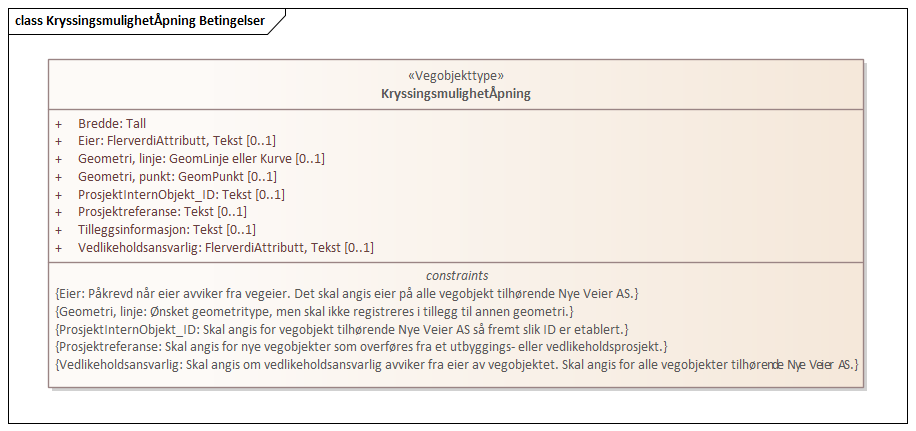 class KryssingsmulighetÅpning Betingelser
«Vegobjekttype»
KryssingsmulighetÅpning
+ Bredde: Tall
+ Eier: FlerverdiAttributt, Tekst [0..1]
+ Geometri, linje: GeomLinje eller Kurve [0..1]
+ Geometri, punkt: GeomPunkt [0..1]
+ ProsjektInternObjekt_ID: Tekst [0..1]
+ Prosjektreferanse: Tekst [0..1]
+ Tilleggsinformasjon: Tekst [0..1]
+ Vedlikeholdsansvarlig: FlerverdiAttributt, Tekst [0..1]
constraints
{Eier: Påkrevd når eier avviker fra vegeier. Det skal angis eier på alle vegobjekt tilhørende Nye Veier AS.}
{Geometri, linje: Ønsket geometritype, men skal ikke registreres i tillegg til annen geometri.}
{ProsjektInternObjekt_ID: Skal angis for vegobjekt tilhørende Nye Veier AS så fremt slik ID er etablert.}
{Prosjektreferanse: Skal angis for nye vegobjekter som overføres fra et utbyggings- eller vedlikeholdsprosjekt.}
{Vedlikeholdsansvarlig: Skal angis om vedlikeholdsansvarlig avviker fra eier av vegobjektet. Skal angis for alle vegobjekter tilhørende Nye Veier AS.}